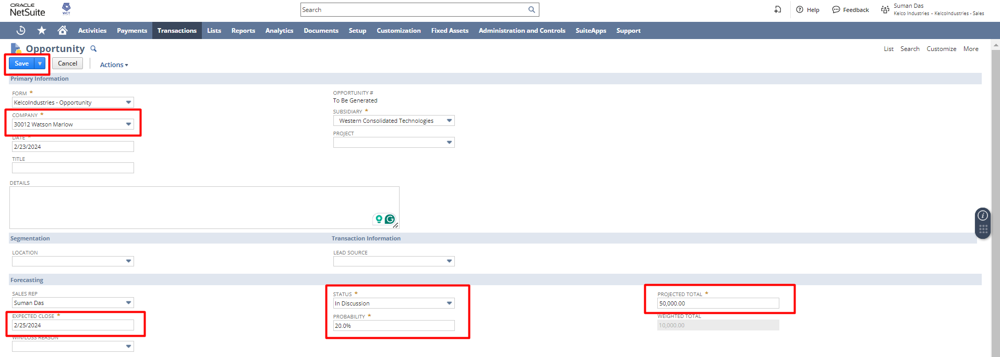 ORACLE
NetSuite
WCT
Search
Help
Feedback
Suman Das
Kelco Industries - KelcoIndustries - Sales
Activities
Payments
Transactions
Lists
Reports
Analytics
Documents
Setup
Customization
Fixed Assets
Administration and Controls
SuiteApps
Support
Opportunity
List
Search
Customize
More
Save
Cancel
Actions
Primary Information
FORM *
KelcoIndustries - Opportunity
COMPANY *
30012 Watson Marlow
DATE *
2/23/2024
TITLE
DETAILS
OPPORTUNITY #
To Be Generated
SUBSIDIARY *
Western Consolidated Technologies
PROJECT
Segmentation
LOCATION
Transaction Information
LEAD SOURCE
Forecasting
SALES REP
Suman Das
EXPECTED CLOSE *
2/25/2024
WIN/LOSS REASON
STATUS *
In Discussion
PROBABILITY *
20.0%
PROJECTED TOTAL *
50,000.00
WEIGHTED TOTAL
10,000.00